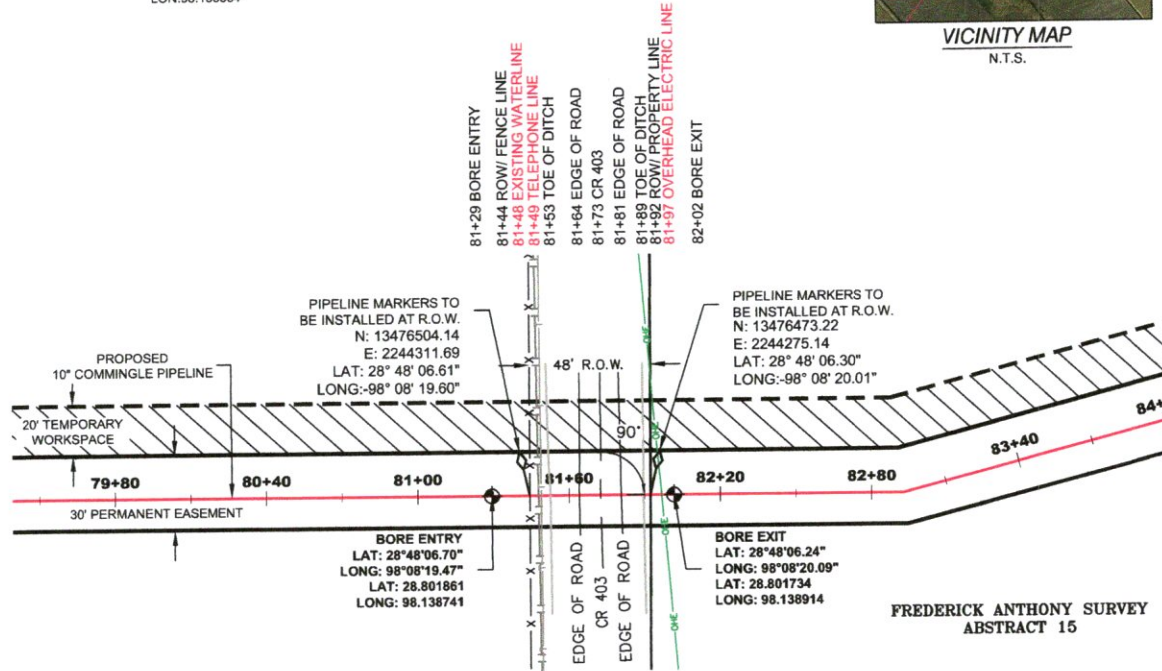 VICINITY MAP
N.T.S.
81+29 BORE ENTRY
81+44 ROW/ FENCE LINE
81+48 EXISTING WATERLINE
81+49 TELEPHONE LINE
81+53 TOE OF DITCH
81+64 EDGE OF ROAD
81+73 CR 403
81+81 EDGE OF ROAD
81+89 TOE OF DITCH
81+92 ROW/ PROPERTY LINE
81+97 OVERHEAD ELECTRIC LINE
82+02 BORE EXIT
PIPELINE MARKERS TO
BE INSTALLED AT R.O.W.
N: 13476504.14
E: 2244311.69
LAT: 28° 48' 06.61"
LONG:-98° 08' 19.60"
PIPELINE MARKERS TO
BE INSTALLED AT R.O.W.
N: 13476473.22
E: 2244275.14
LAT: 28° 48' 06.30"
LONG:-98° 08' 20.01"
PROPOSED
10" COMMINGLE PIPELINE
48' R.O.W.
90°
OHE
OHE
OHE
OHE
20' TEMPORARY
WORKSPACE
79+80
80+40
81+00
81+60
82+20
82+80
83+40
84+
30' PERMANENT EASEMENT
BORE ENTRY
LAT: 28°48'06.70"
LONG: 98°08'19.47"
LAT: 28.801861
LONG: 98.138741
EDGE OF ROAD
CR 403
EDGE OF ROAD
BORE EXIT
LAT: 28°48'06.24"
LONG: 98°08'20.09"
LAT: 28.801734
LONG: 98.138914
FREDERICK ANTHONY SURVEY
ABSTRACT 15